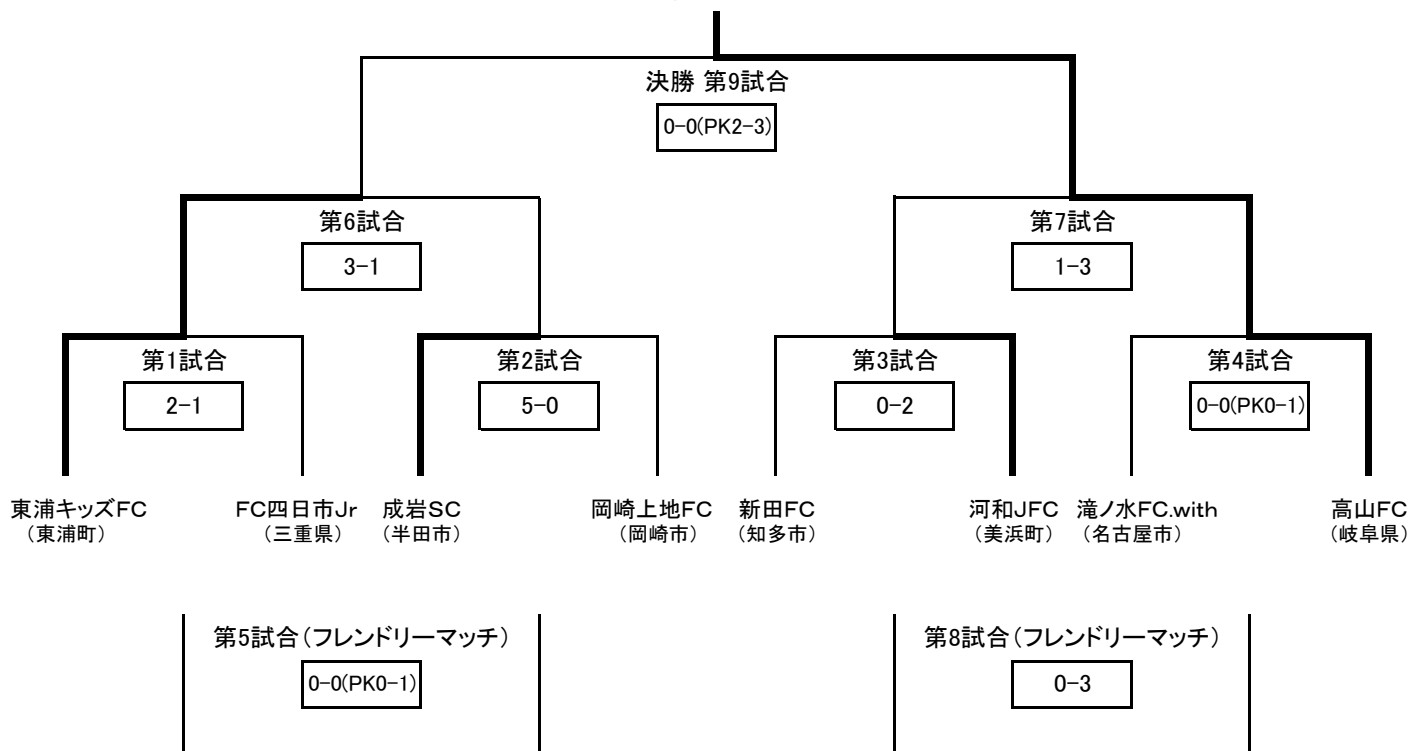 決勝 第9試合
0-0(PK2-3)
第6試合
3-1
第7試合
1-3
第1試合
2-1
第2試合
5-0
第3試合
0-2
第4試合
0-0(PK0-1)
東浦キッズFC
(東浦町)
FC四日市Jr
(三重県)
成岩SC
(半田市)
岡崎上地FC
(岡崎市)
新田FC
(知多市)
河和JFC
(美浜町)
滝ノ水FC.with
(名古屋市)
高山FC
(岐阜県)
第5試合(フレンドリーマッチ)
0-0(PK0-1)
第8試合(フレンドリーマッチ)
0-3